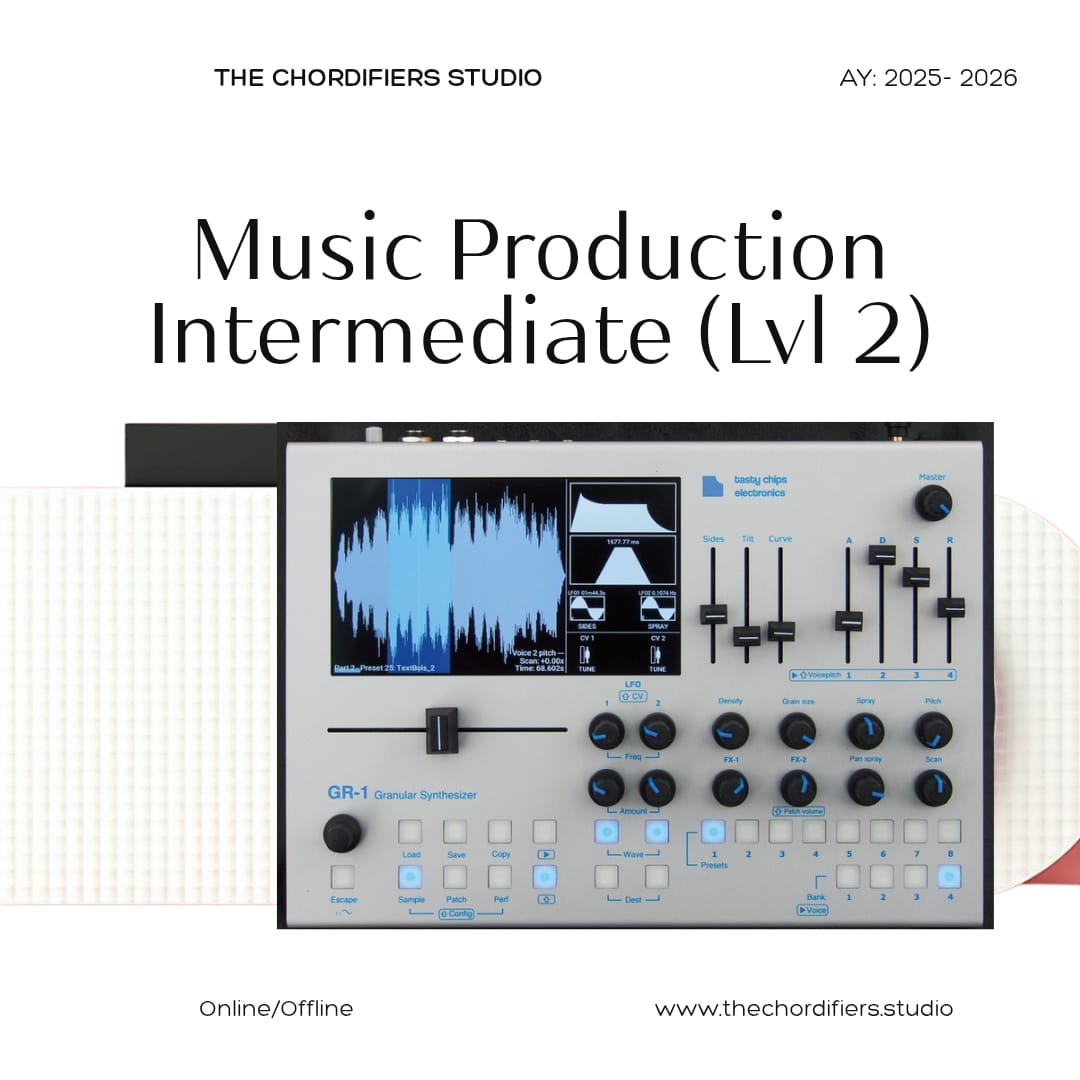 THE CHORDIFIERS STUDIO
AY: 2025- 2026
Music Production
Intermediate (Lvl 2)
tasty chips
electronics
Master
Sides Tilt Curve
A D S R
1677.77 ms
LFO1 01m44.3s
LFO2 0.1074 Hz
SIDES
SPRAY
CV 1
CV 2
TUNE
TUNE
Voice 2 pitch ---
Scan: +0.00x
Time: 68.602s
Part 2 - Preset 25: TextBols_2
Voicepitch 1 2 3 4
LFO
CV
1 2
Density Grain size Spray Pitch
Freq
FX-1 FX-2 Pan spray Scan
GR-1 Granular Synthesizer
Amount
Patch volume
Load Save Copy
Wave
1 2 3 4 5 6 7 8
Presets
Escape Sample Patch Perf
Config
Dest
Bank 1 2 3 4
Voice
Online/Offline
www.thechordifiers.studio